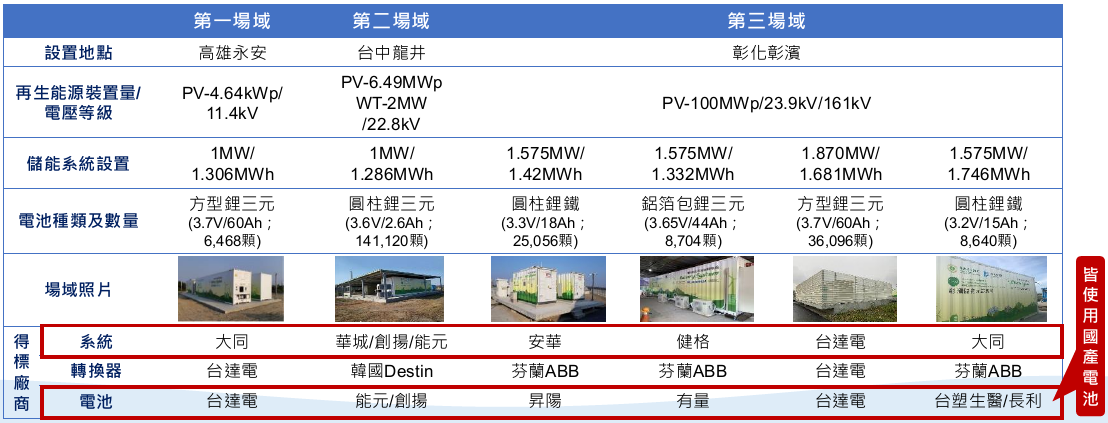 第一場域 第二場域 第三場域
設置地點 高雄永安 台中龍井 彰化彰濱
再生能源裝置量/
電壓等級
PV-4.64kWp/
11.4kV
PV-6.49MWp
WT-2MW
/22.8kV
PV-100MWp/23.9kV/161kV
儲能系統設置
1MW/
1.306MWh
1MW/
1.286MWh
1.575MW/
1.42MWh
1.575MW/
1.332MWh
1.870MW/
1.681MWh
1.575MW/
1.746MWh
電池種類及數量
方型鋰三元
(3.7V/60Ah；
6,468顆)
圓柱鋰三元
(3.6V/2.6Ah；
141,120顆)
圓柱鋰鐵
(3.3V/18Ah；
25,056顆)
鋁箔包鋰三元
(3.65V/44Ah；
8,704顆)
方型鋰三元
(3.7V/60Ah；
36,096顆)
圓柱鋰鐵
(3.2V/15Ah；
8,640顆)
場域照片
得標廠商
系統 大同 華城/創揚/能元 安華 健格 台達電 大同
轉換器 台達電 韓國Destin 芬蘭ABB 芬蘭ABB 台達電 芬蘭ABB
電池 台達電 能元/創揚 昇陽 有量 台達電 台塑生醫/長利
皆使用國產電池